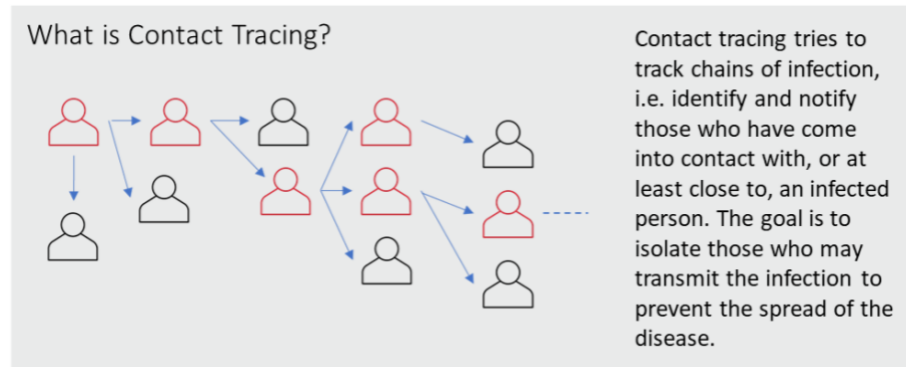 What is Contact Tracing?
Contact tracing tries to
track chains of infection,
i.e. identify and notify
those who have come
into contact with, or at
least close to, an infected
person. The goal is to
isolate those who may
transmit the infection to
prevent the spread of the
disease.